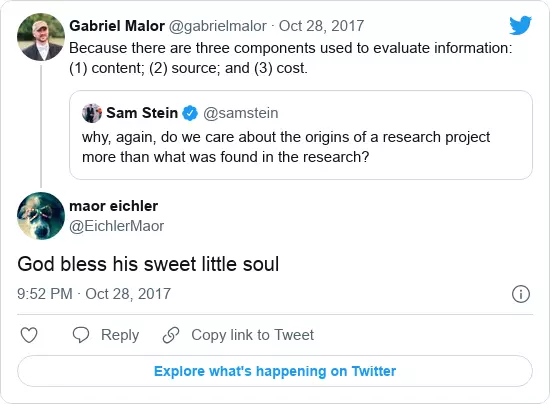 Gabriel Malor @gabrielmalor · Oct 28, 2017
Because there are three components used to evaluate information:
(1) content; (2) source; and (3) cost.
Sam Stein @samstein
why, again, do we care about the origins of a research project
more than what was found in the research?
maor eichler
@EichlerMaor
God bless his sweet little soul
9:52 PM · Oct 28, 2017
Reply Copy link to Tweet
Explore what's happening on Twitter